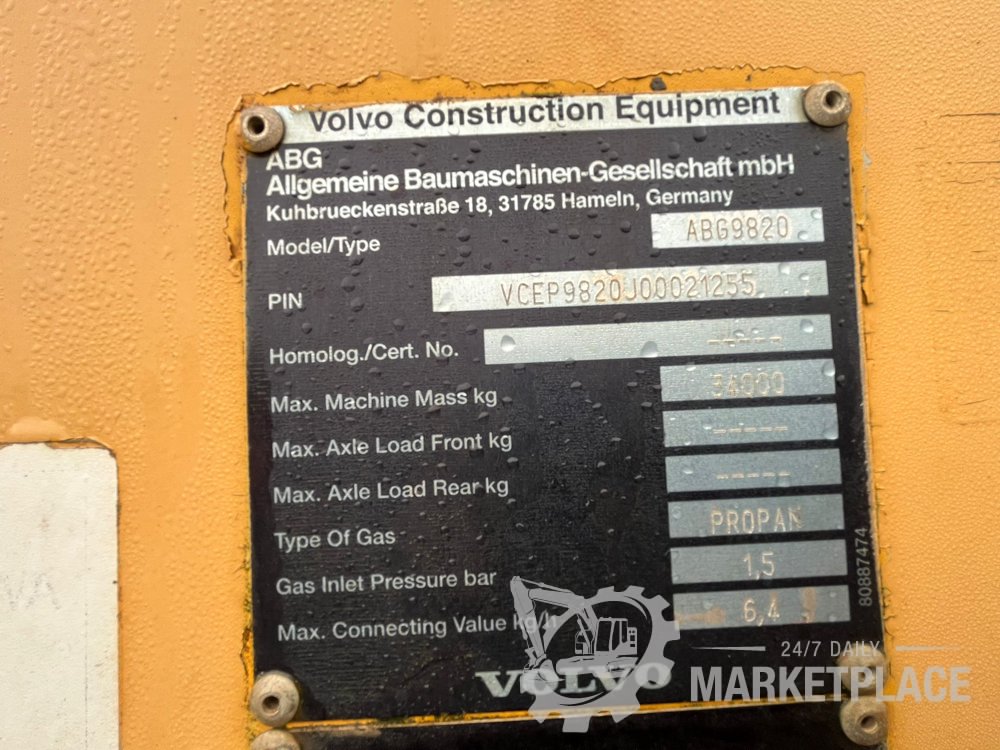 Volvo Construction Equipment
ABG
Allgemeine Baumaschinen-Gesellschaft mbH
Kuhbrueckenstraße 18, 31785 Hameln, Germany
Model/Type ABG9820
PIN VCEP9820J00021255
Homolog./Cert. No. -----
Max. Machine Mass kg 34000
Max. Axle Load Front kg -----
Max. Axle Load Rear kg -----
Type Of Gas PROPAN
Gas Inlet Pressure bar 1,5
Max. Connecting Value kg/h 6,4
80887474
VOLVO
24/7 DAILY
MARKETPLACE